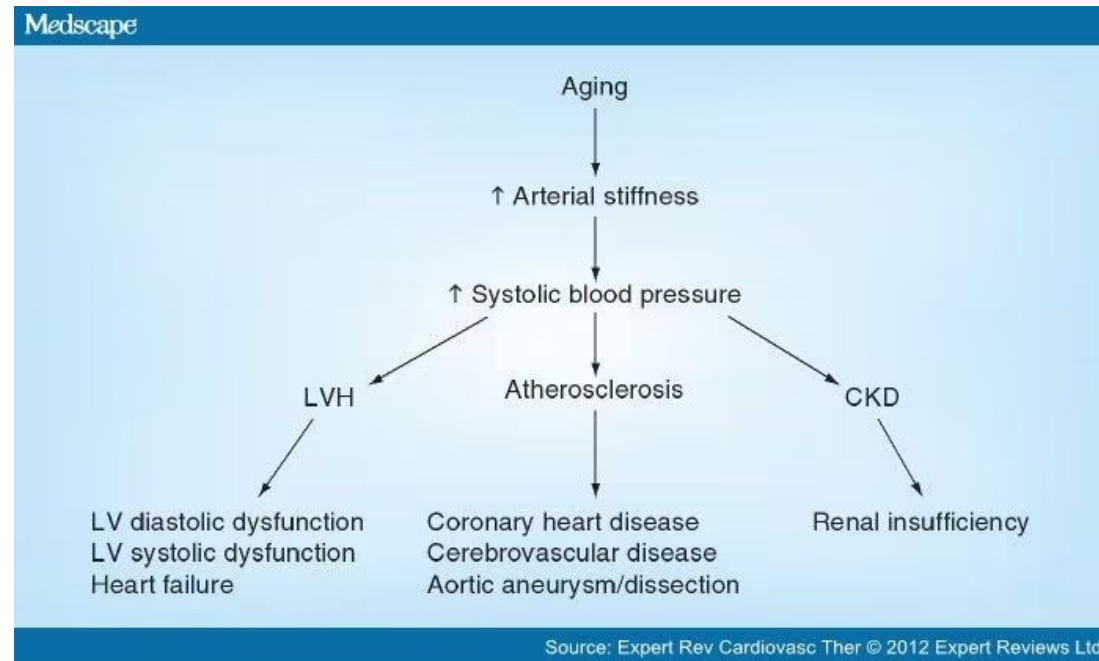 Medscape
Aging
↑ Arterial stiffness
↑ Systolic blood pressure
LVH
Atherosclerosis
CKD
LV diastolic dysfunction
LV systolic dysfunction
Heart failure
Coronary heart disease
Cerebrovascular disease
Aortic aneurysm/dissection
Renal insufficiency
Source: Expert Rev Cardiovasc Ther © 2012 Expert Reviews Ltd